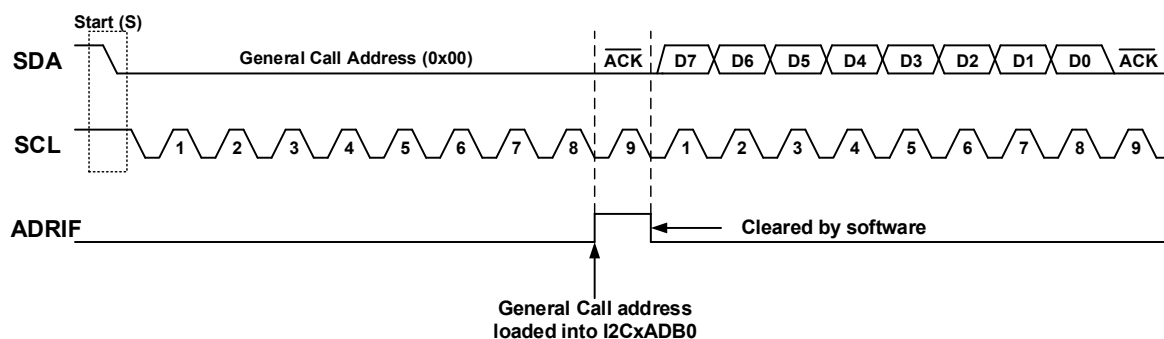 Start (S)
SDA General Call Address (0x00) ACK D7 D6 D5 D4 D3 D2 D1 D0 ACK
SCL 1 2 3 4 5 6 7 8 9 1 2 3 4 5 6 7 8 9
ADRIF Cleared by software
General Call address
loaded into I2CxADB0